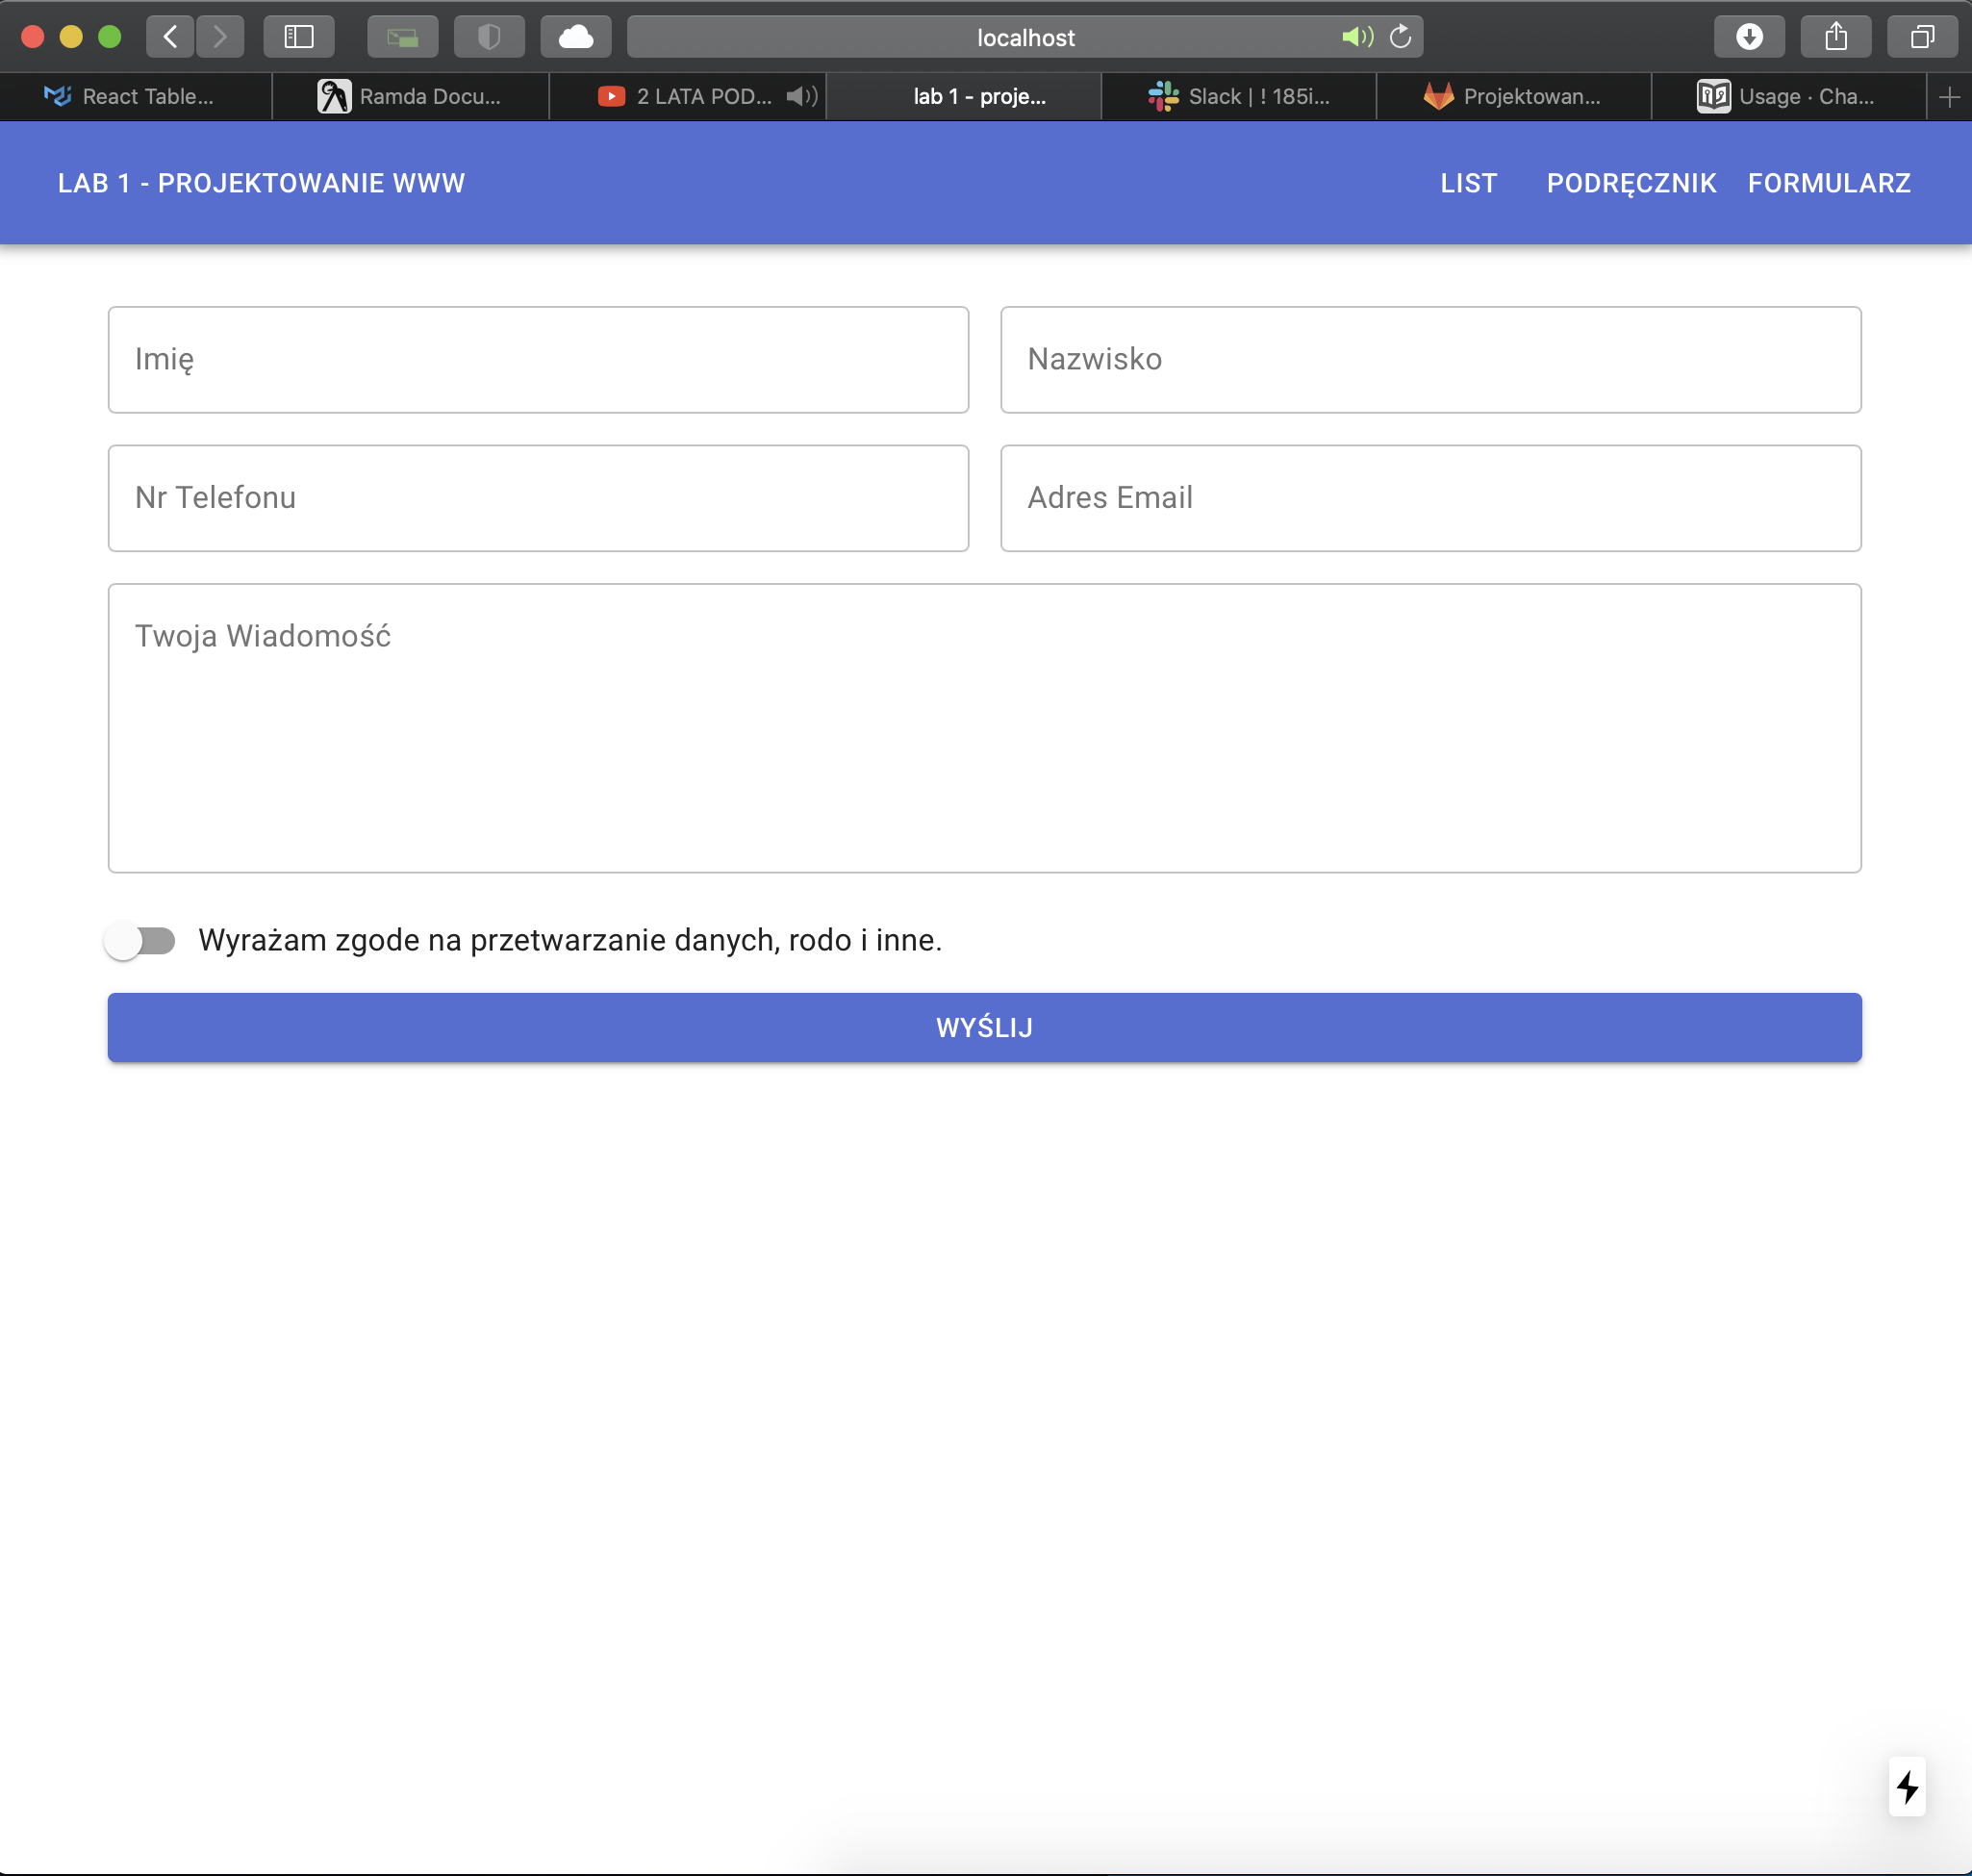 localhost
React Table...
Ramda Docu...
2 LATA POD...
lab 1 - proje...
Slack | ! 185i...
Projektowan...
Usage · Cha...
LAB 1 - PROJEKTOWANIE WWW
LIST PODRĘCZNIK FORMULARZ
Imię
Nazwisko
Nr Telefonu
Adres Email
Twoja Wiadomość
Wyrażam zgode na przetwarzanie danych, rodo i inne.
WYŚLIJ